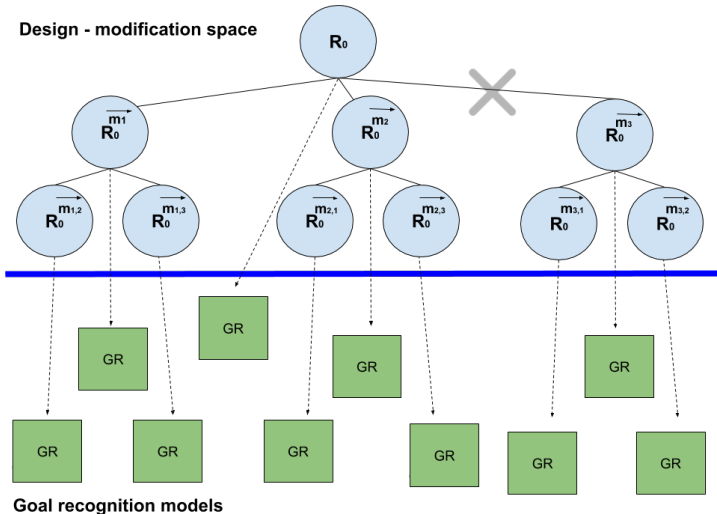 Design - modification space
R0
m1
R0
m2
R0
m3
R0
m1,2
R0
m1,3
R0
m2,1
R0
m2,3
R0
m3,1
R0
m3,2
R0
GR
GR
GR
GR
GR
GR
GR
GR
GR
GR
Goal recognition models